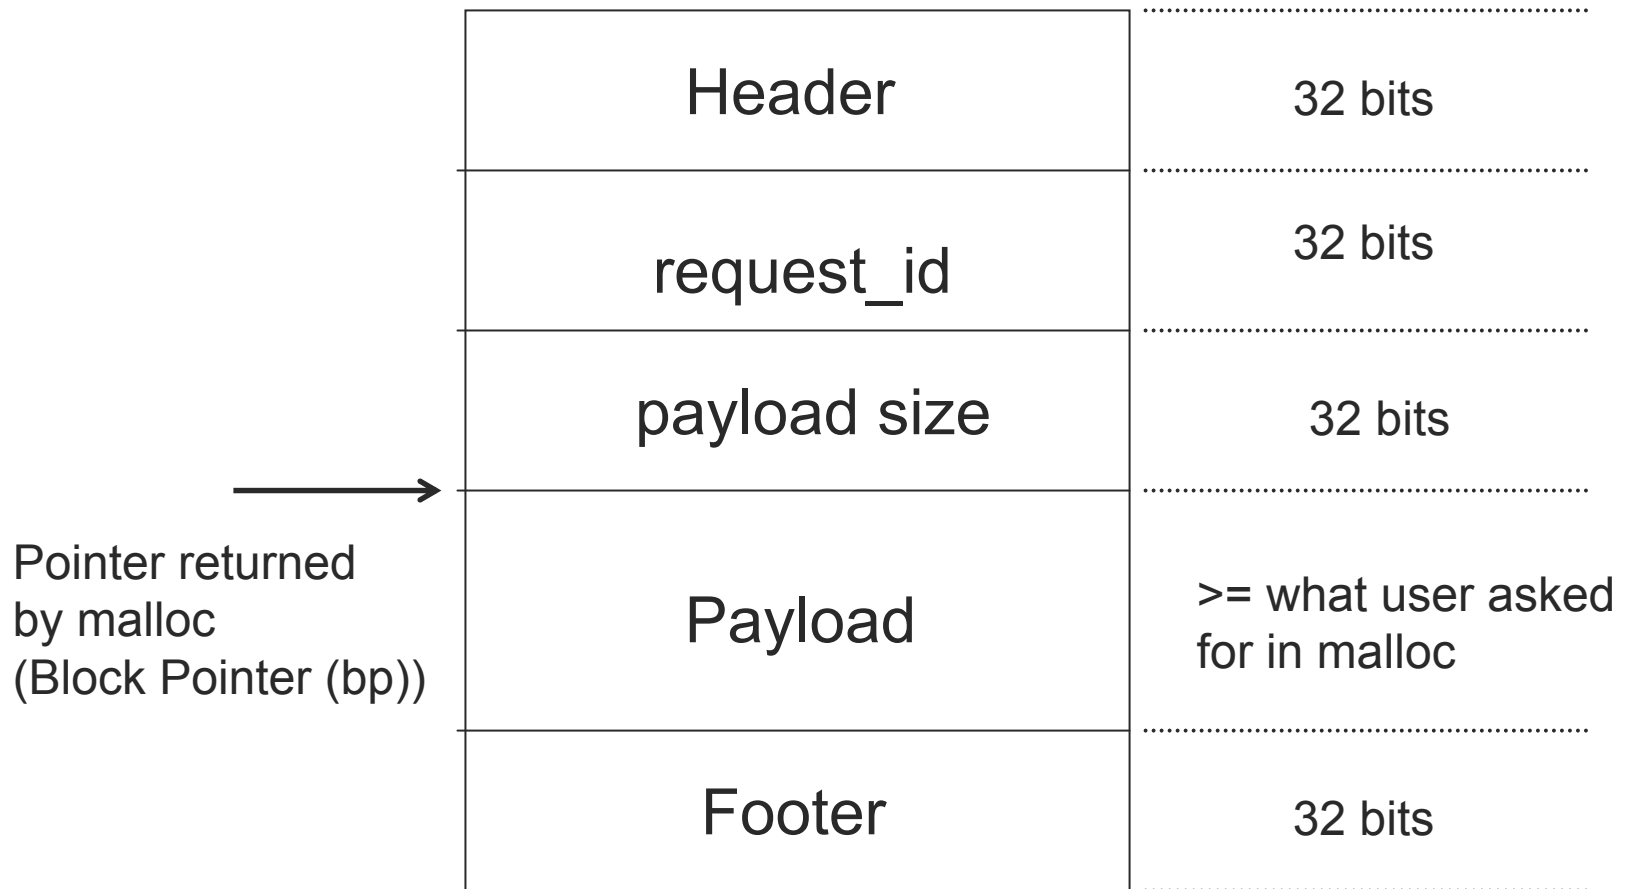 Header
32 bits
request_id
32 bits
payload size
32 bits
Pointer returned
by malloc
(Block Pointer (bp))
Payload
>= what user asked
for in malloc
Footer
32 bits